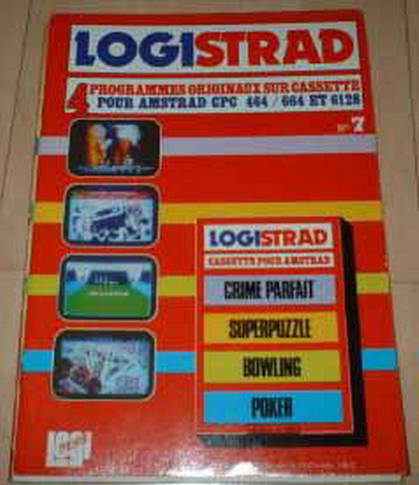 LOGISTRAD
4 PROGRAMMES ORIGINAUX SUR CASSETTE
POUR AMSTRAD CPC 464 / 664 ET 6128
N° 7
LOGISTRAD
CASSETTE POUR AMSTRAD
CRIME PARFAIT
SUPERPUZZLE
BOWLING
POKER